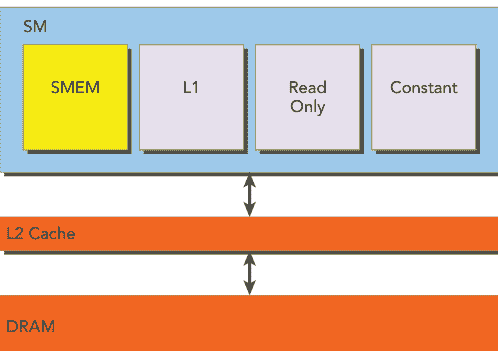 SM
SMEM
L1
Read
Only
Constant
L2 Cache
DRAM